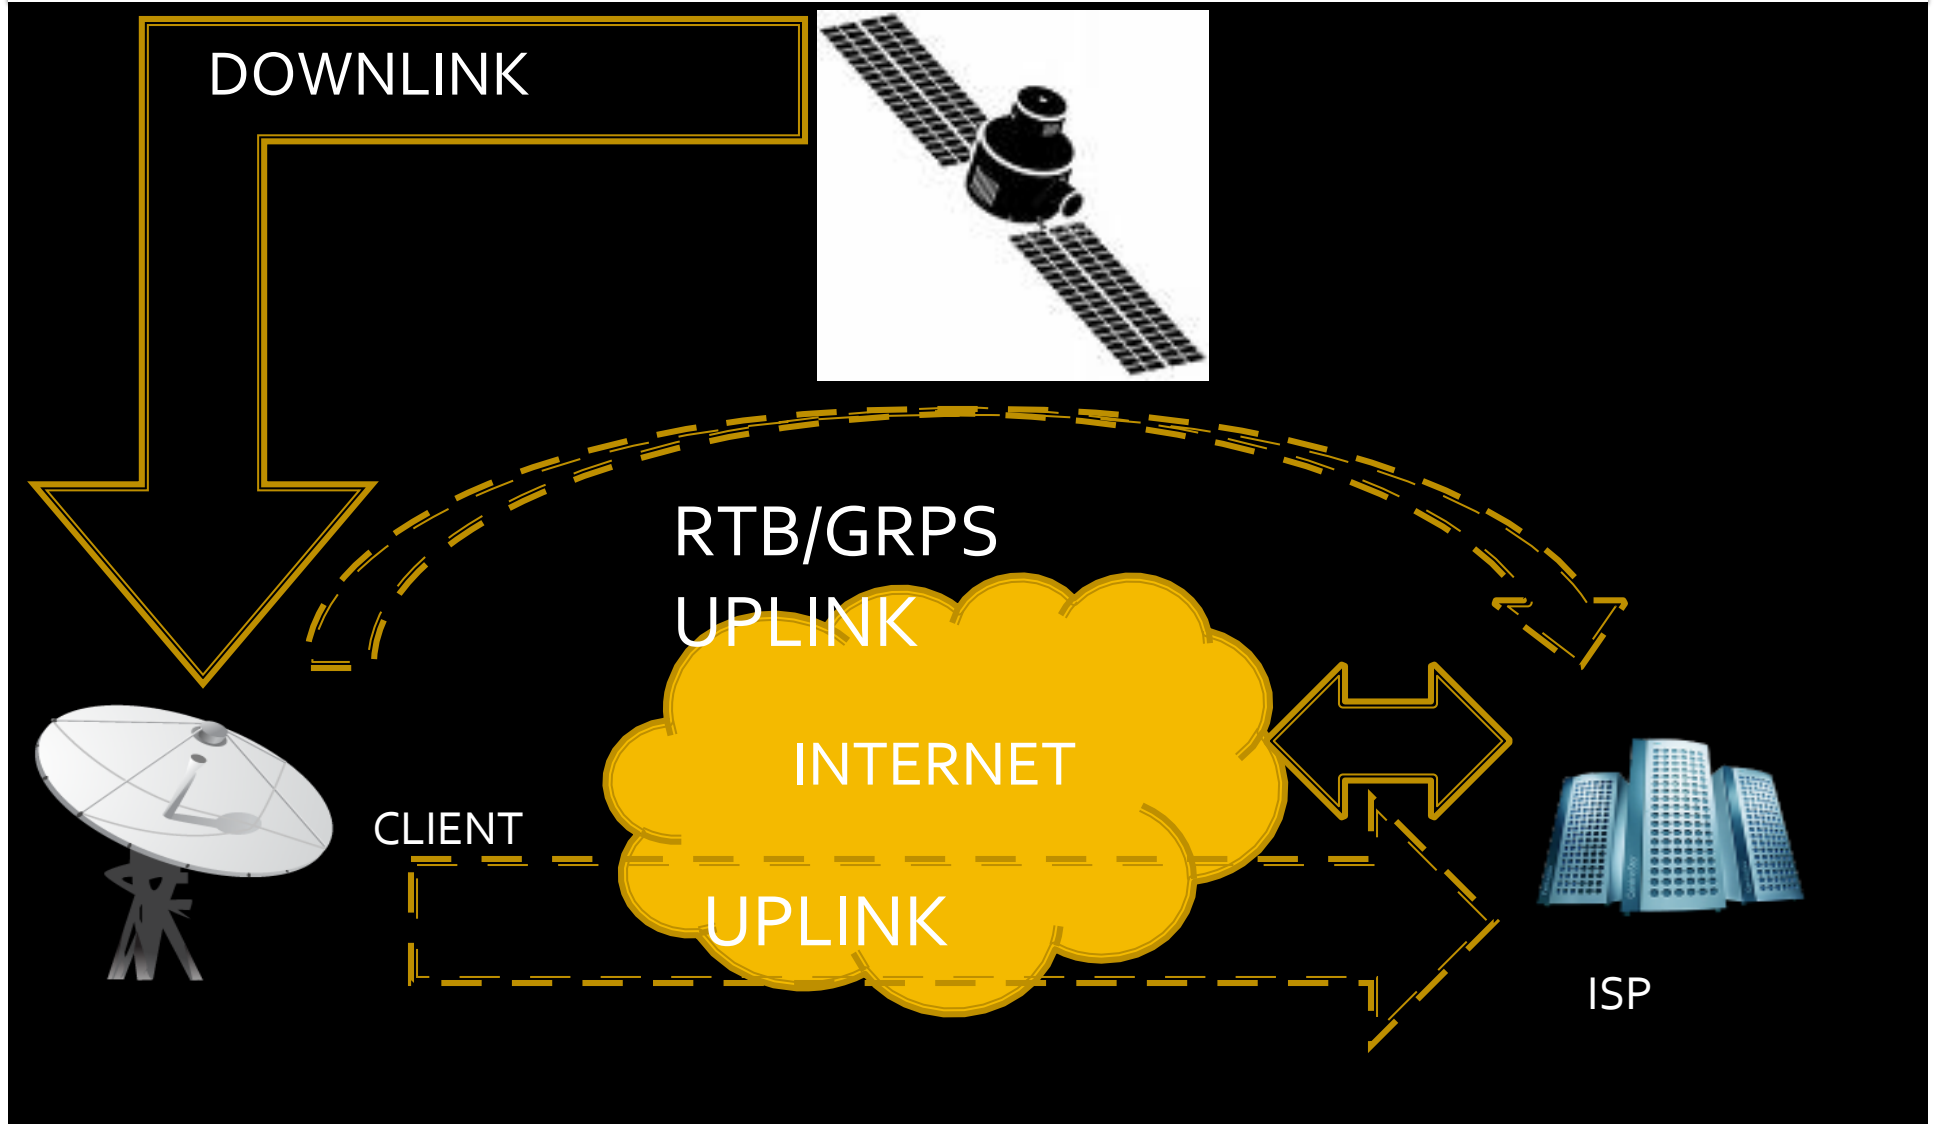 DOWNLINK
RTB/GRPS
UPLINK
INTERNET
CLIENT
UPLINK
ISP